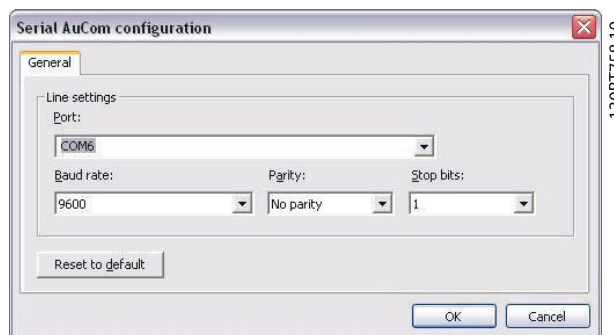 Serial AuCom configuration
General
Line settings
Port:
COM6
Baud rate:
Parity:
Stop bits:
9600
No parity
1
Reset to default
OK
Cancel